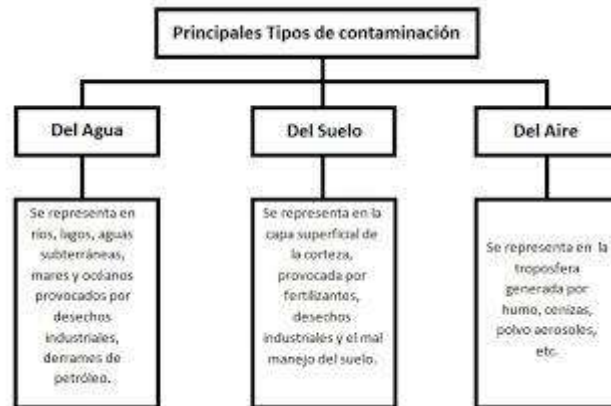 Principales Tipos de contaminación
Del Agua
Del Suelo
Del Aire
Se representa en
ríos, lagos, aguas
subterráneas,
mares y océanos
provocados por
desechos
industriales,
derrames de
petróleo.
Se representa en la
capa superficial de
la corteza,
provocada por
fertilizantes,
desechos
industriales y el mal
manejo del suelo.
Se representa en la
troposfera
generada por
humo, cenizas,
polvo aerosoles,
etc.